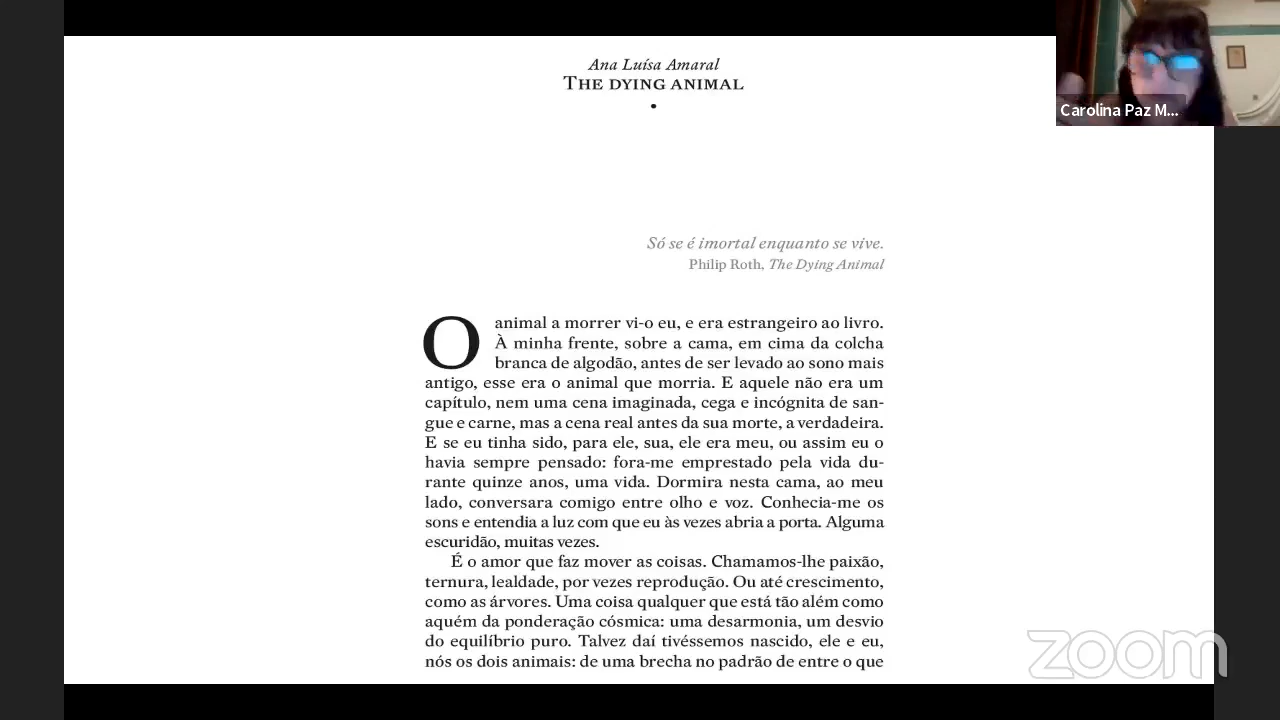 Ana Luísa Amaral
THE DYING ANIMAL
•
Carolina Paz M...
Só se é imortal enquanto se vive.
Philip Roth, The Dying Animal
O animal a morrer vi-o eu, e era estrangeiro ao livro.
À minha frente, sobre a cama, em cima da colcha
branca de algodão, antes de ser levado ao sono mais
antigo, esse era o animal que morria. E aquele não era um
capítulo, nem uma cena imaginada, cega e incógnita de san-
gue e carne, mas a cena real antes da sua morte, a verdadeira.
E se eu tinha sido, para ele, sua, ele era meu, ou assim eu o
havia sempre pensado: fora-me emprestado pela vida du-
rante quinze anos, uma vida. Dormira nesta cama, ao meu
lado, conversara comigo entre olho e voz. Conhecia-me os
sons e entendia a luz com que eu às vezes abria a porta. Alguma
escuridão, muitas vezes.
É o amor que faz mover as coisas. Chamamos-lhe paixão,
ternura, lealdade, por vezes reprodução. Ou até crescimento,
como as árvores. Uma coisa qualquer que está tão além como
aquém da ponderação cósmica: uma desarmonia, um desvio
do equilíbrio puro. Talvez daí tivéssemos nascido, ele e eu,
nós os dois animais: de uma brecha no padrão de entre o que
zoom